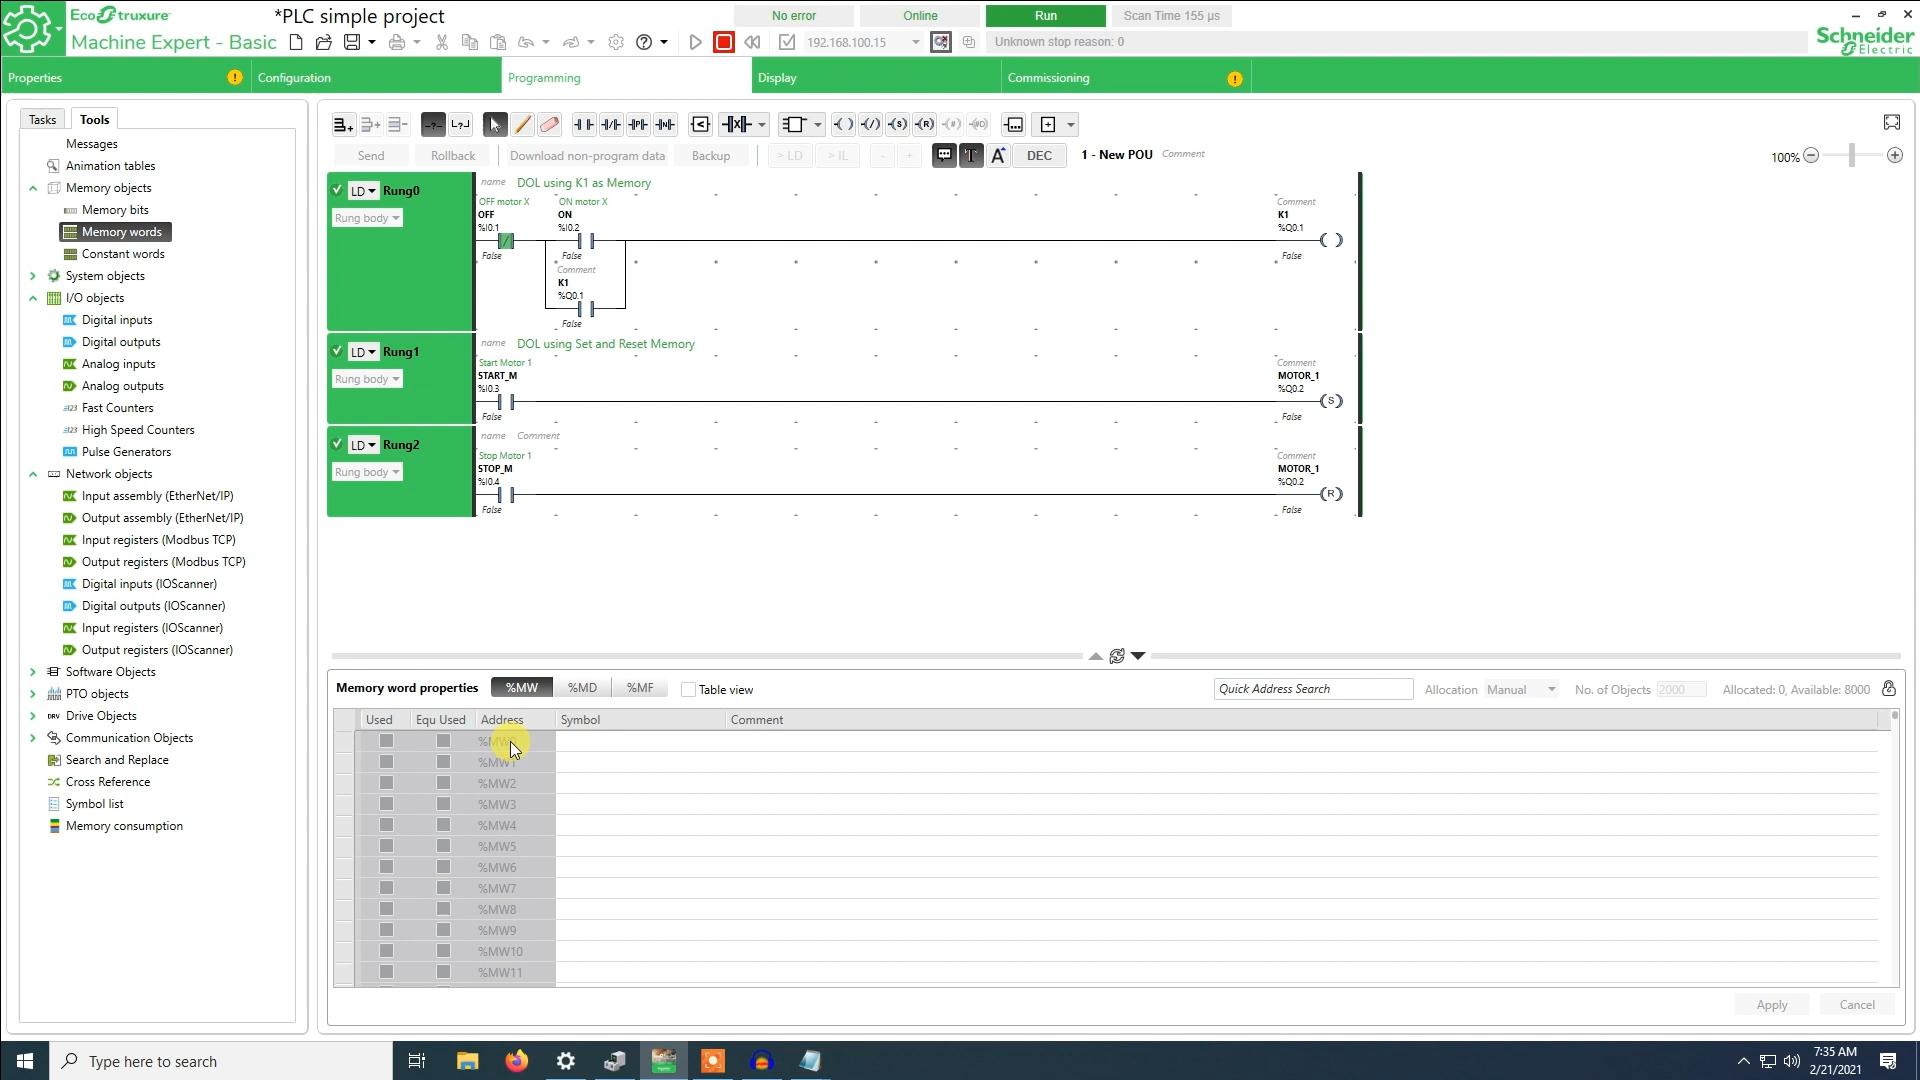 EcoStruxure
Machine Expert - Basic
*PLC simple project
No error
Online
Run
Scan Time 155 µs
192.168.100.15
Unknown stop reason: 0
Schneider
Electric
Properties
Configuration
Programming
Display
Commissioning
Tasks
Tools
Messages
Animation tables
Memory objects
Memory bits
Memory words
Constant words
System objects
I/O objects
Digital inputs
Digital outputs
Analog inputs
Analog outputs
Fast Counters
High Speed Counters
Pulse Generators
Network objects
Input assembly (EtherNet/IP)
Output assembly (EtherNet/IP)
Input registers (Modbus TCP)
Output registers (Modbus TCP)
Digital inputs (IOScanner)
Digital outputs (IOScanner)
Input registers (IOScanner)
Output registers (IOScanner)
Software Objects
PTO objects
Drive Objects
Communication Objects
Search and Replace
Cross Reference
Symbol list
Memory consumption
Send
Rollback
Download non-program data
Backup
> LD
> IL
DEC
1 - New POU
Comment
100%
LD
Rung0
Rung body
name
DOL using K1 as Memory
OFF motor X
ON motor X
Comment
OFF
ON
K1
%I0.1
%I0.2
%Q0.1
False
False
False
Comment
K1
%Q0.1
False
LD
Rung1
Rung body
name
DOL using Set and Reset Memory
Start Motor 1
Comment
START_M
MOTOR_1
%I0.3
%Q0.2
S
False
False
LD
Rung2
Rung body
name
Comment
Stop Motor 1
Comment
STOP_M
MOTOR_1
%I0.4
%Q0.2
R
False
False
Memory word properties
%MW
%MD
%MF
Table view
Quick Address Search
Allocation
Manual
No. of Objects
2000
Allocated: 0, Available: 8000
Used
Equ Used
Address
Symbol
Comment
%MW0
%MW1
%MW2
%MW3
%MW4
%MW5
%MW6
%MW7
%MW8
%MW9
%MW10
%MW11
Apply
Cancel
Type here to search
7:35 AM
2/21/2021